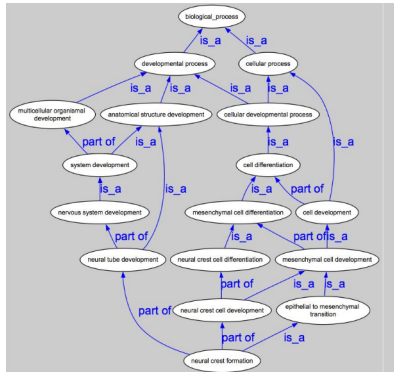 biological_process
is_a
is_a
developmental process
cellular process
is_a
is_a
is_a
is_a
multicellular organismal
development
anatomical structure development
cellular developmental process
part of
is_a
is_a
system development
cell differentiation
is_a
is_a
is_a
part of
is_a
nervous system development
mesenchymal cell differentiation
cell development
part of
is_a
part of
is_a
neural tube development
neural crest cell differentiation
mesenchymal cell development
part of
is_a
is_a
part of
neural crest cell development
epithelial to mesenchymal
transition
part of
is_a
neural crest formation